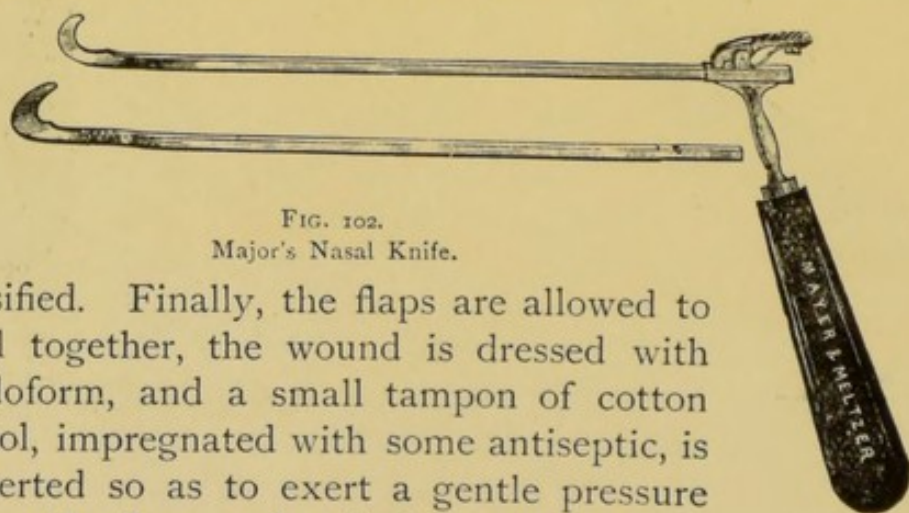 FIG. 102.
Major's Nasal Knife.
sified. Finally, the flaps are allowed to
l together, the wound is dressed with
loform, and a small tampon of cotton
ol, impregnated with some antiseptic, is
erted so as to exert a gentle pressure
MAYER & MELTZER